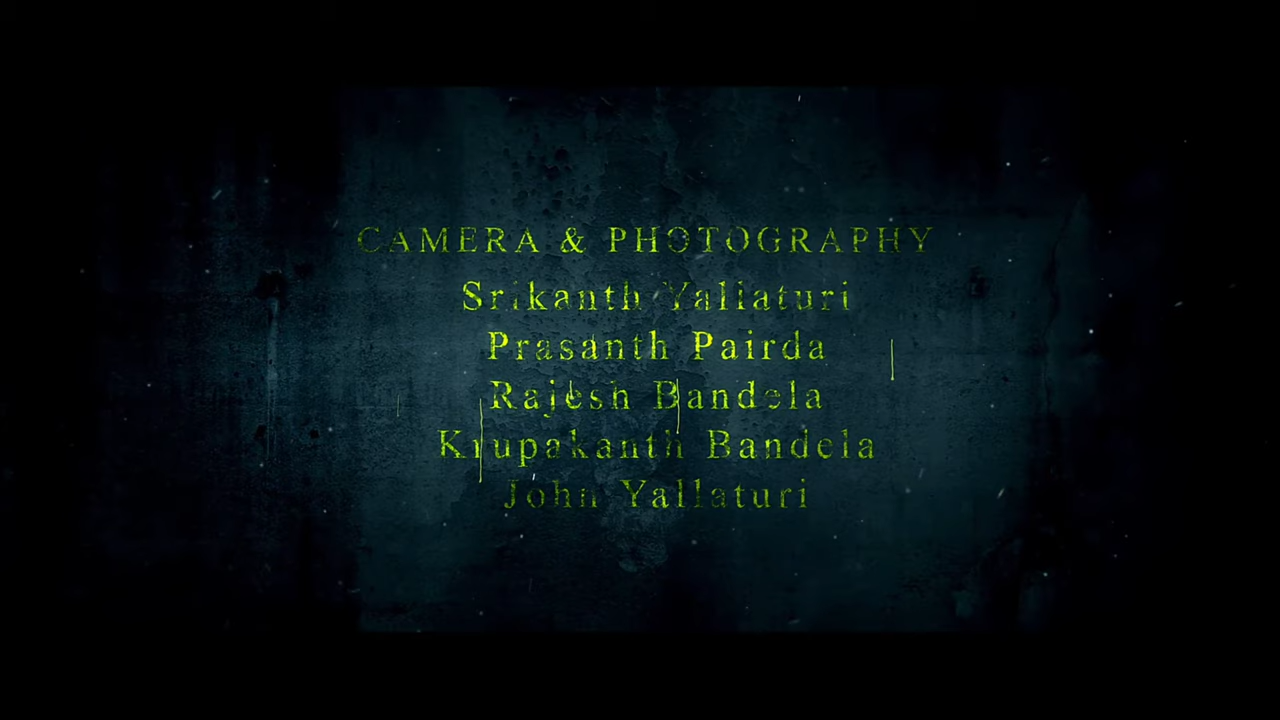 CAMERA & PHOTOGRAPHY
Srikanth Yallaturi
Prasanth Pairda
Rajesh Bandela
Krupakanth Bandela
John Yallaturi